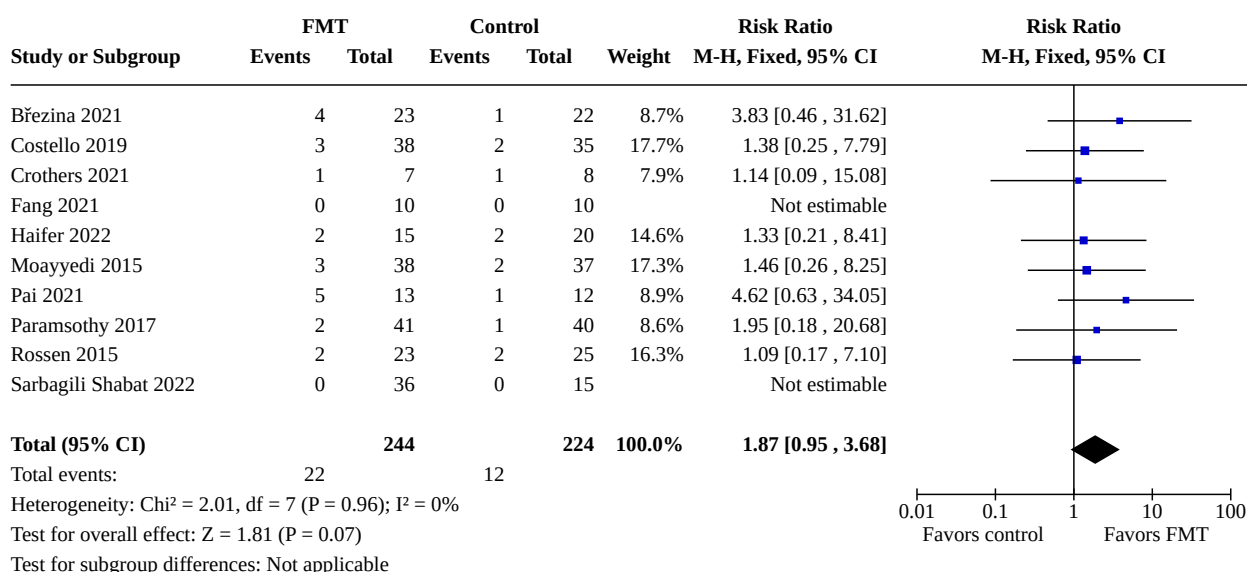 FMT Control Risk Ratio Risk Ratio
Study or Subgroup Events Total Events Total Weight M-H, Fixed, 95% CI M-H, Fixed, 95% CI
Březina 2021 4 23 1 22 8.7% 3.83 [0.46 , 31.62]
Costello 2019 3 38 2 35 17.7% 1.38 [0.25 , 7.79]
Crothers 2021 1 7 1 8 7.9% 1.14 [0.09 , 15.08]
Fang 2021 0 10 0 10 Not estimable
Haifer 2022 2 15 2 20 14.6% 1.33 [0.21 , 8.41]
Moayyedi 2015 3 38 2 37 17.3% 1.46 [0.26 , 8.25]
Pai 2021 5 13 1 12 8.9% 4.62 [0.63 , 34.05]
Paramsothy 2017 2 41 1 40 8.6% 1.95 [0.18 , 20.68]
Rossen 2015 2 23 2 25 16.3% 1.09 [0.17 , 7.10]
Sarbagili Shabat 2022 0 36 0 15 Not estimable
Total (95% CI) 244 224 100.0% 1.87 [0.95 , 3.68]
Total events: 22 12
Heterogeneity: Chi² = 2.01, df = 7 (P = 0.96); I² = 0%
0.01 0.1 1 10 100
Test for overall effect: Z = 1.81 (P = 0.07) Favors control Favors FMT
Test for subgroup differences: Not applicable